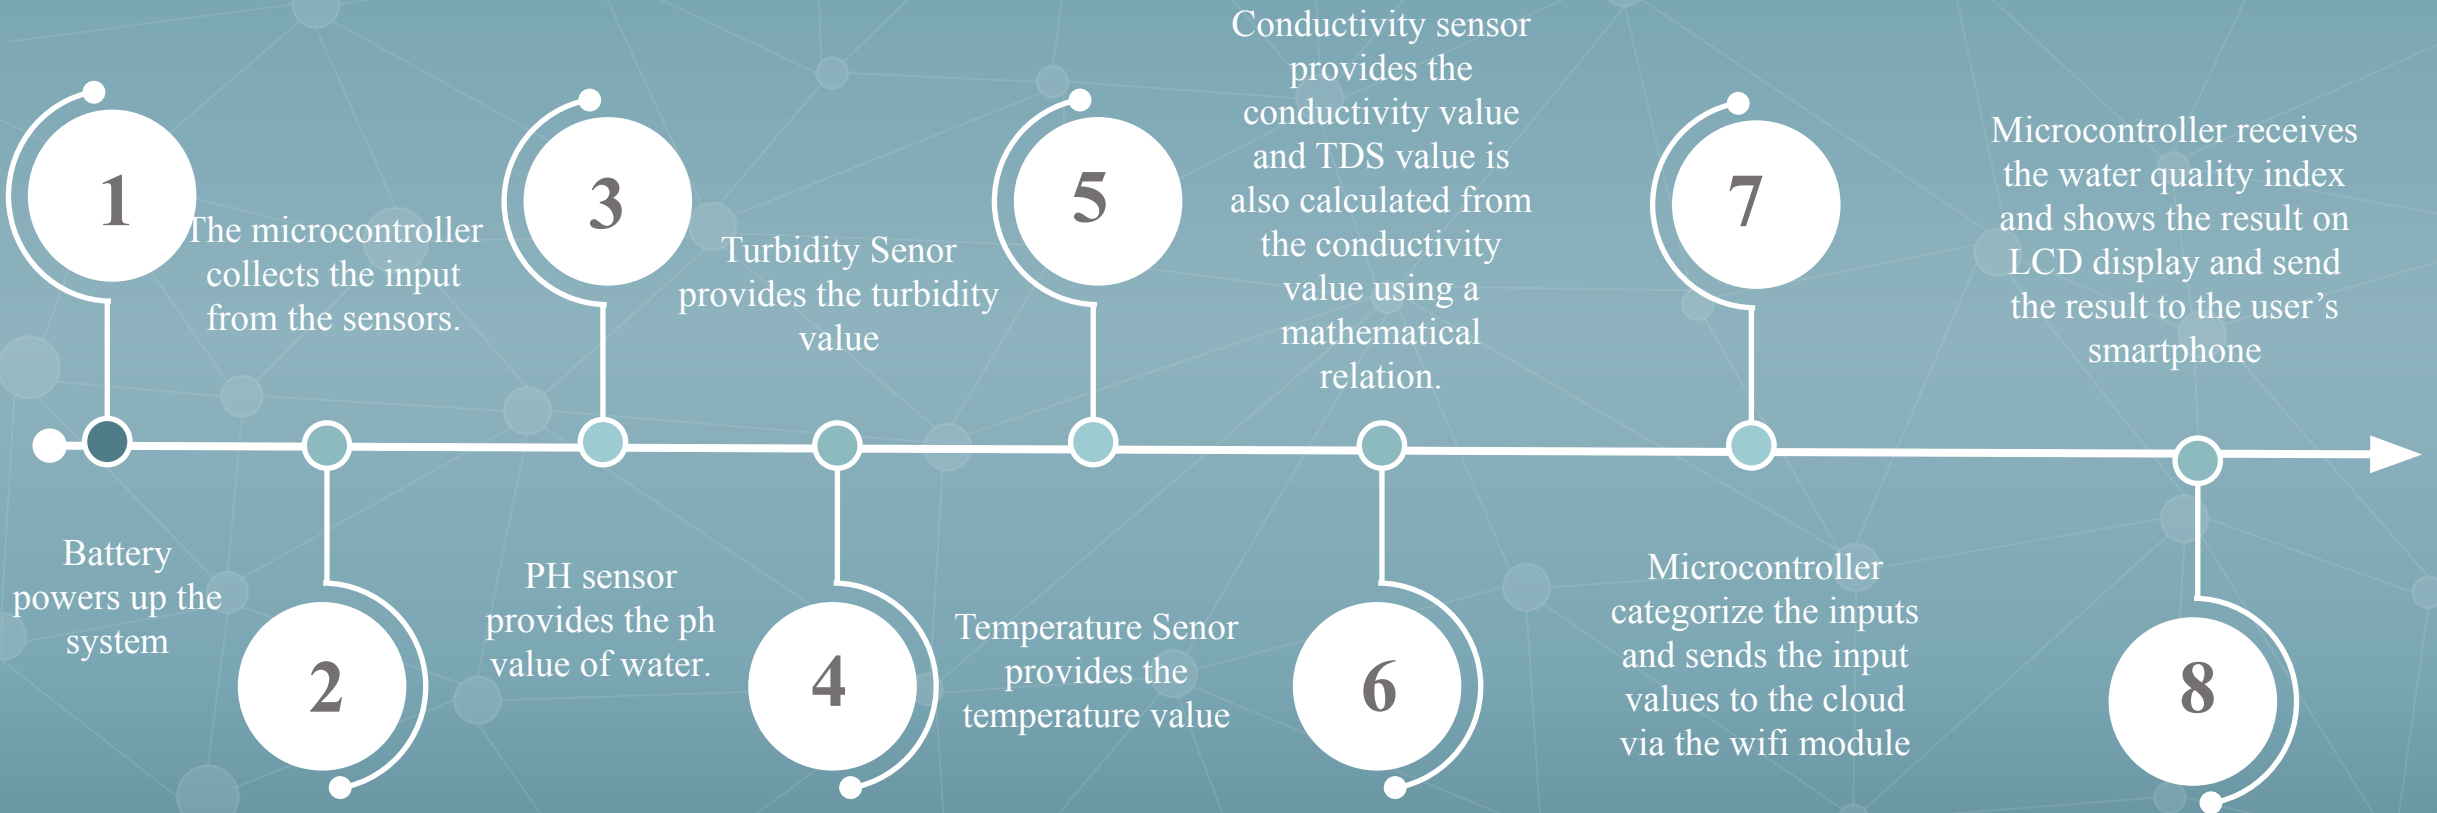 1
Battery
powers up the
system
2
The microcontroller
collects the input
from the sensors.
3
PH sensor
provides the ph
value of water.
4
Turbidity Senor
provides the turbidity
value
5
Temperature Senor
provides the
temperature value
6
Conductivity sensor
provides the
conductivity value
and TDS value is
also calculated from
the conductivity
value using a
mathematical
relation.
7
Microcontroller
categorize the inputs
and sends the input
values to the cloud
via the wifi module
8
Microcontroller receives
the water quality index
and shows the result on
LCD display and send
the result to the user’s
smartphone